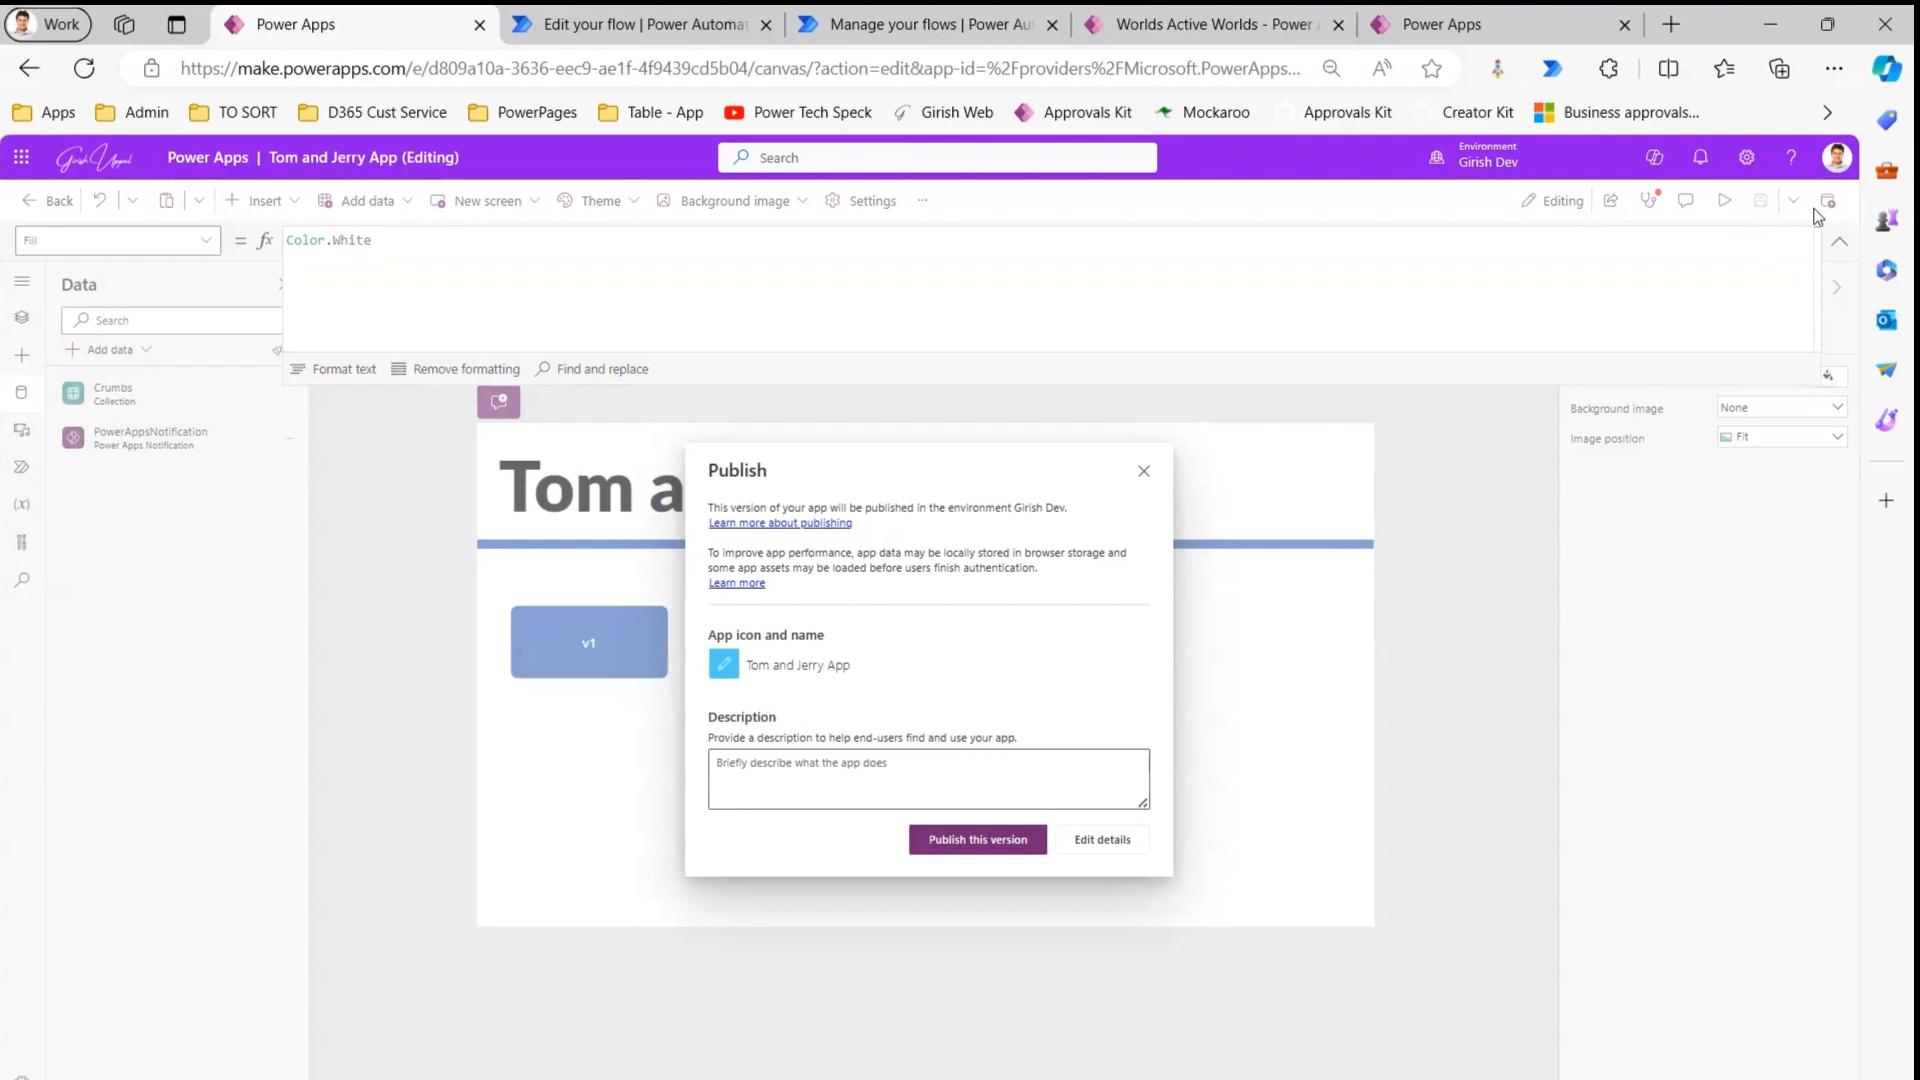 Work
Power Apps
Edit your flow | Power Automat
Manage your flows | Power Au
Worlds Active Worlds - Power A
Power Apps
https://make.powerapps.com/e/d809a10a-3636-eec9-ae1f-4f9439cd5b04/canvas/?action=edit&app-id=%2Fproviders%2FMicrosoft.PowerApps...
Apps
Admin
TO SORT
D365 Cust Service
PowerPages
Table - App
Power Tech Speck
Girish Web
Approvals Kit
Mockaroo
Approvals Kit
Creator Kit
Business approvals...
Power Apps | Tom and Jerry App (Editing)
Search
Environment
Girish Dev
Back
Insert
Add data
New screen
Theme
Background image
Settings
...
Editing
Fill
= fx
Color.White
Data
Search
Add data
Format text
Remove formatting
Find and replace
Crumbs
Collection
PowerAppsNotification
Power Apps Notification
...
Background image
None
Image position
Fit
(x)
Tom a
v1
Publish
This version of your app will be published in the environment Girish Dev.
Learn more about publishing
To improve app performance, app data may be locally stored in browser storage and
some app assets may be loaded before users finish authentication.
Learn more
App icon and name
Tom and Jerry App
Description
Provide a description to help end-users find and use your app.
Briefly describe what the app does
Publish this version
Edit details